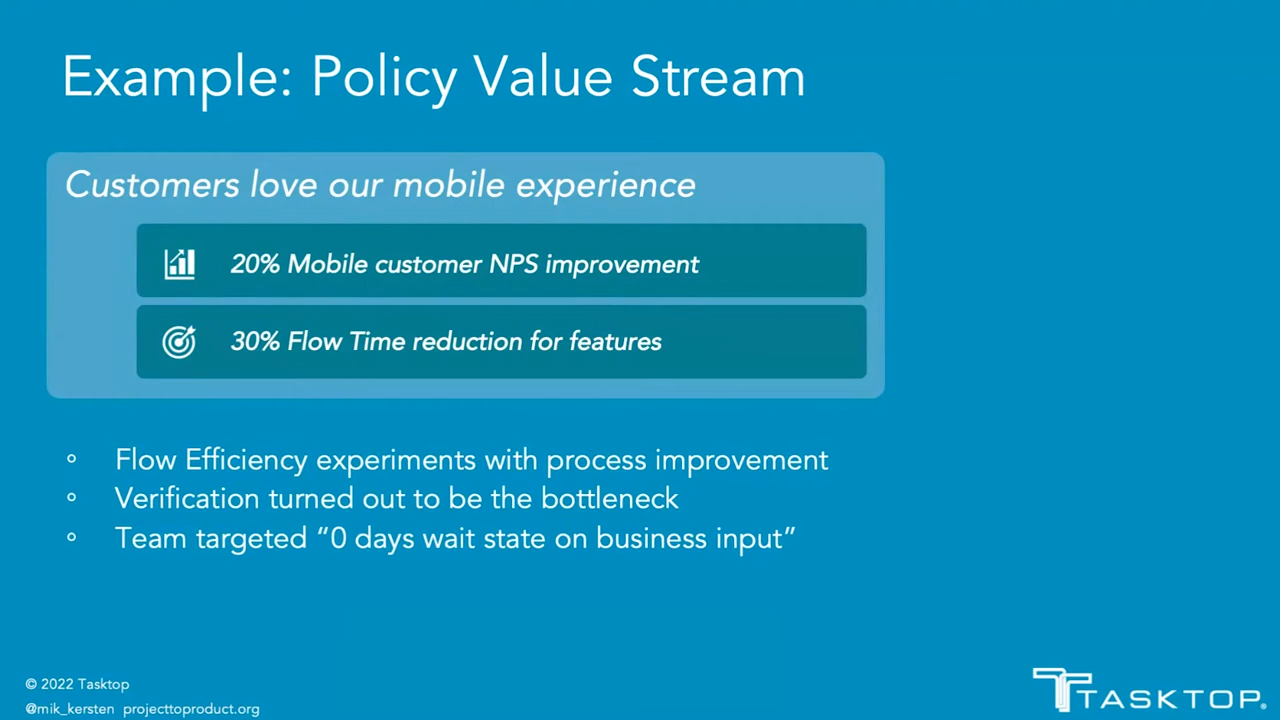 Example: Policy Value Stream
Customers love our mobile experience
20% Mobile customer NPS improvement
30% Flow Time reduction for features
◦ Flow Efficiency experiments with process improvement
◦ Verification turned out to be the bottleneck
◦ Team targeted “0 days wait state on business input”
© 2022 Tasktop
@mik_kersten projecttoproduct.org
TASKTOP®